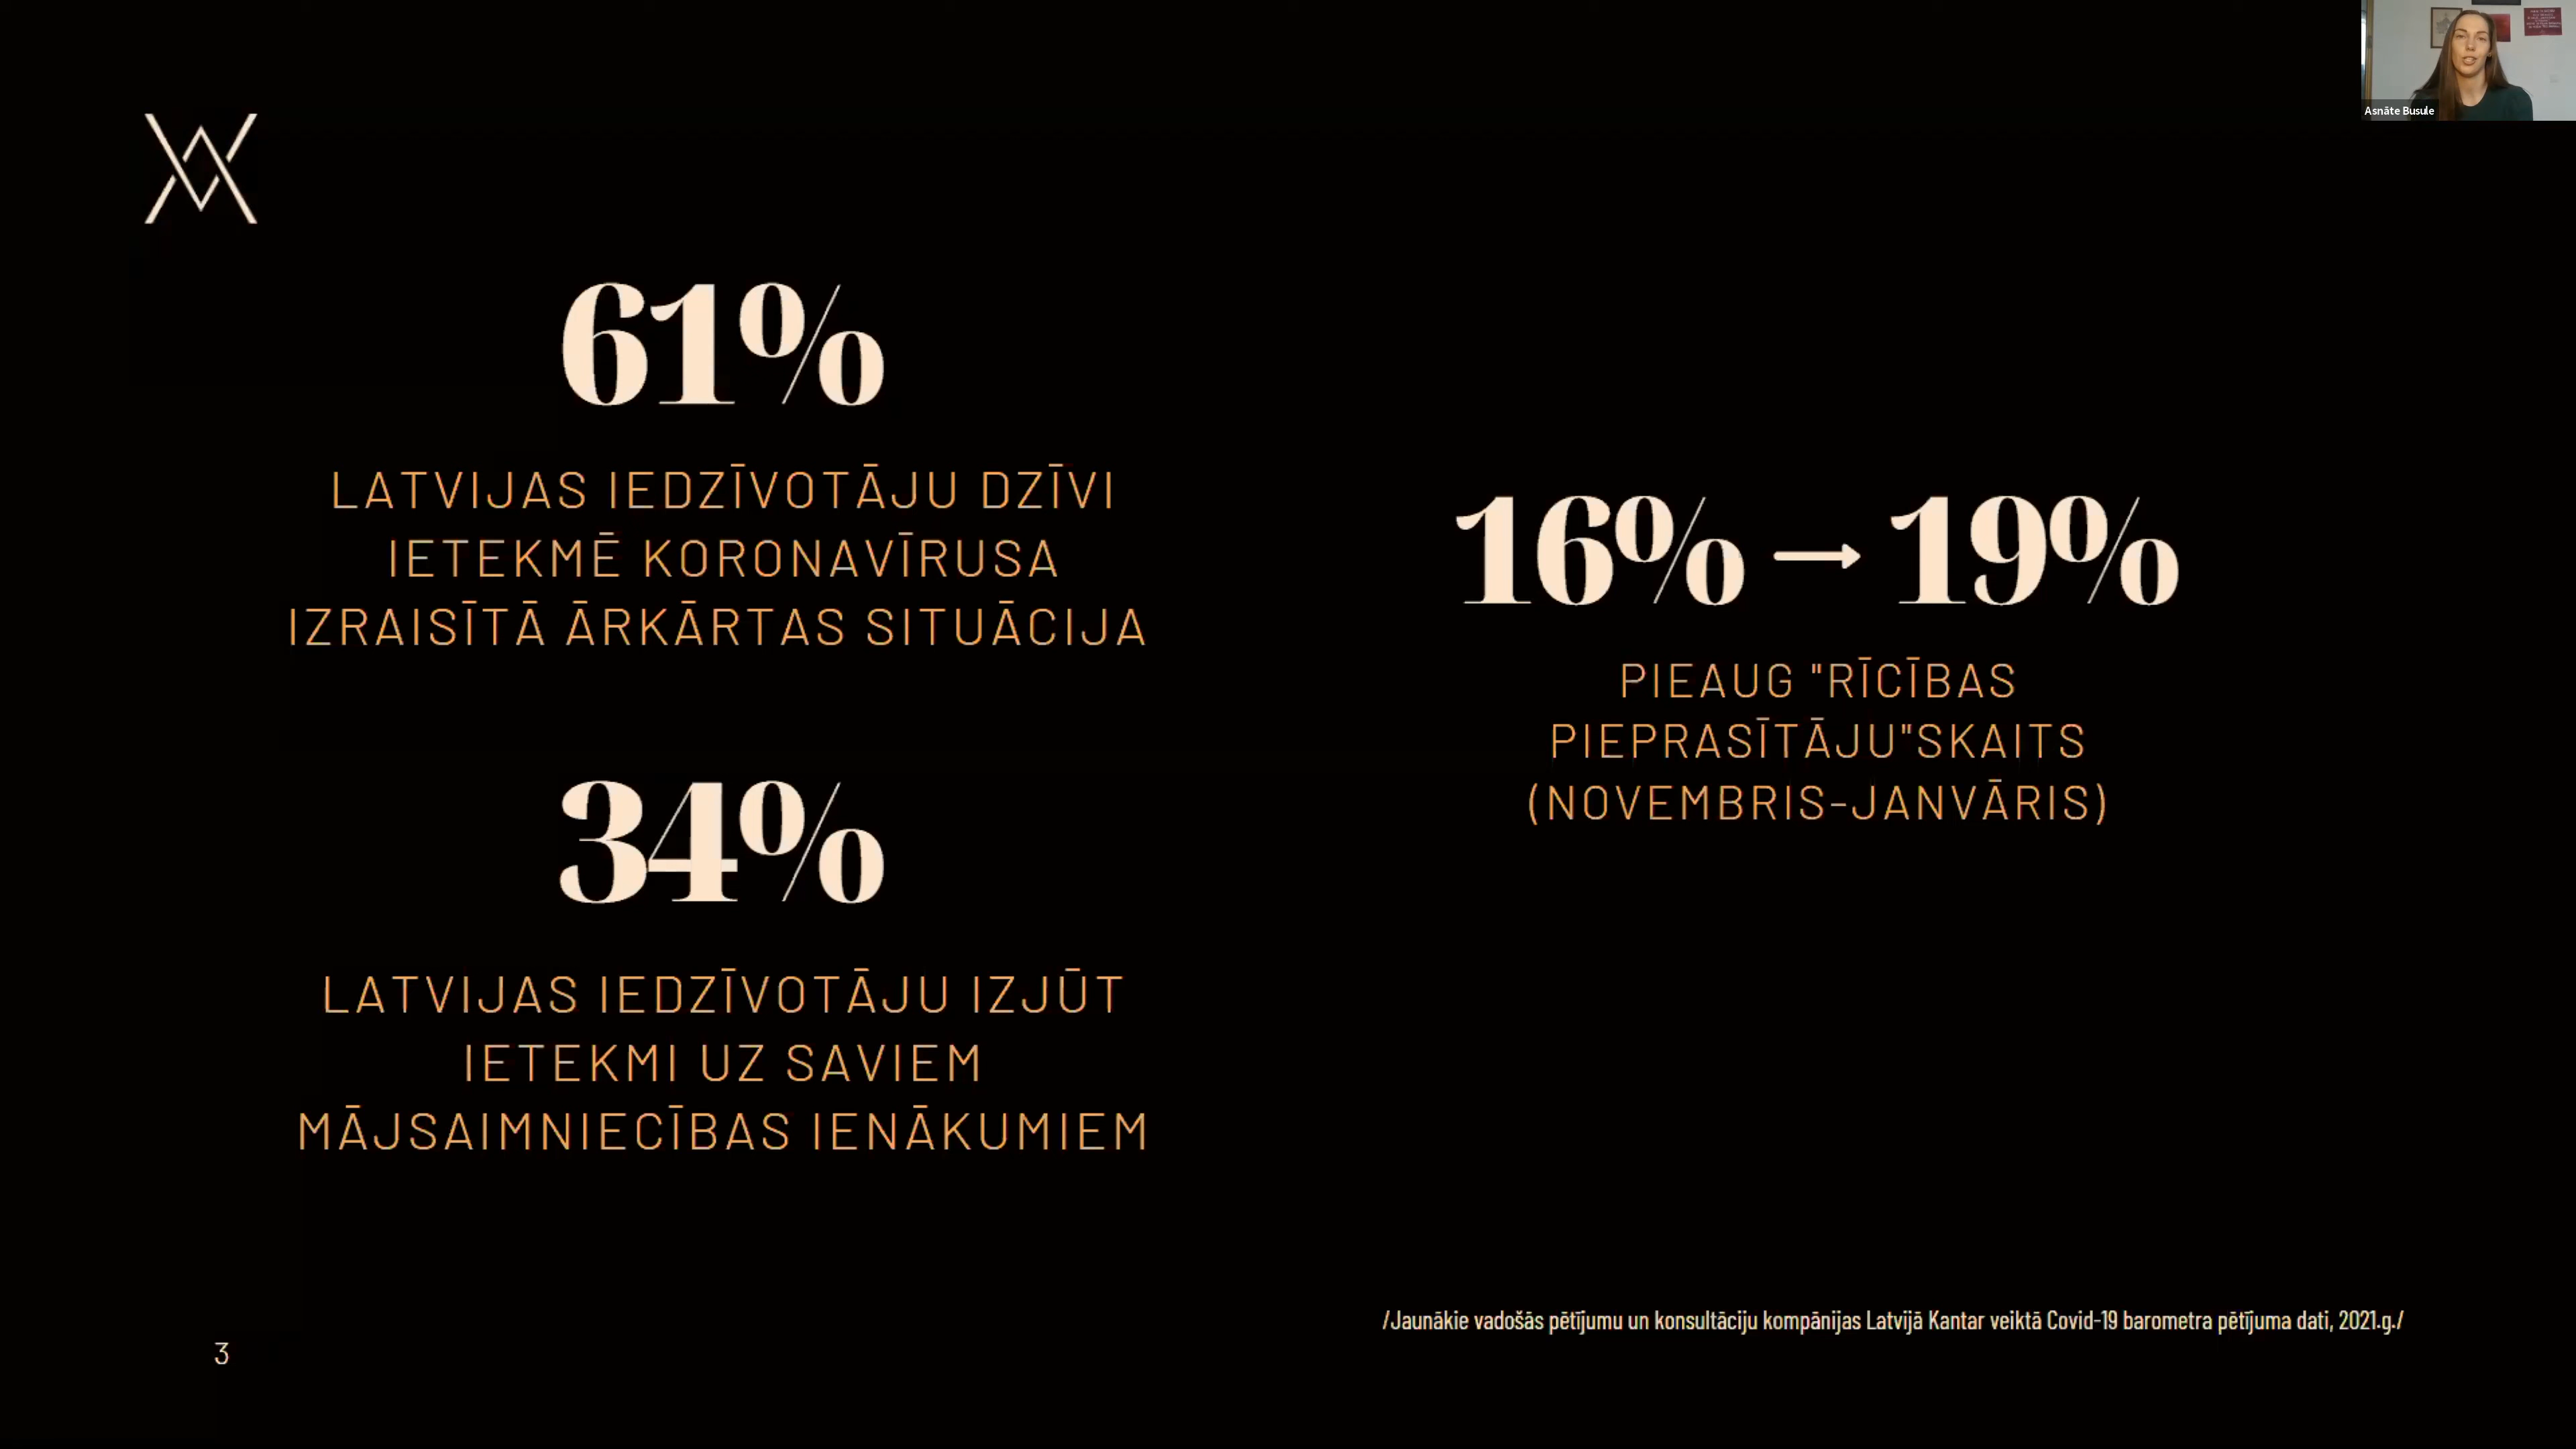 Asnāte Busule
61%
LATVIJAS IEDZĪVOTĀJU DZĪVI
IETEKMĒ KORONAVĪRUSA
IZRAISĪTĀ ĀRKĀRTAS SITUĀCIJA
34%
LATVIJAS IEDZĪVOTĀJU IZJŪT
IETEKMI UZ SAVIEM
MĀJSAIMNIECĪBAS IENĀKUMIEM
16% → 19%
PIEAUG "RĪCĪBAS
PIEPRASĪTĀJU"SKAITS
(NOVEMBRIS-JANVĀRIS)
/Jaunākie vadošās pētījumu un konsultāciju kompānijas Latvijā Kantar veiktā Covid-19 barometra pētījuma dati, 2021.g./
3